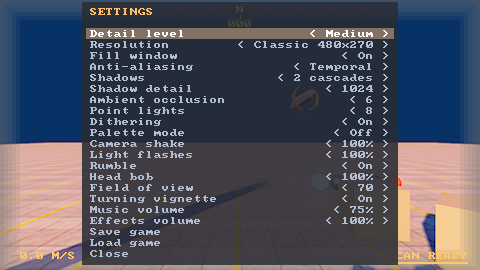 SETTINGS
N
000
Detail level < Medium >
Resolution < Classic 480x270 >
Fill window < On >
Anti-aliasing < Temporal >
Shadows < 2 cascades >
Shadow detail < 1024 >
Ambient occlusion < 6 >
Point lights < 8 >
Dithering < On >
Palette mode < Off >
Camera shake < 100% >
Light flashes < 100% >
Rumble < On >
Head bob < 100% >
Field of view < 70 >
Turning vignette < On >
Music volume < 75% >
Effects volume < 100% >
Save game
Load game
Close
0.0 M/S
CAN READY